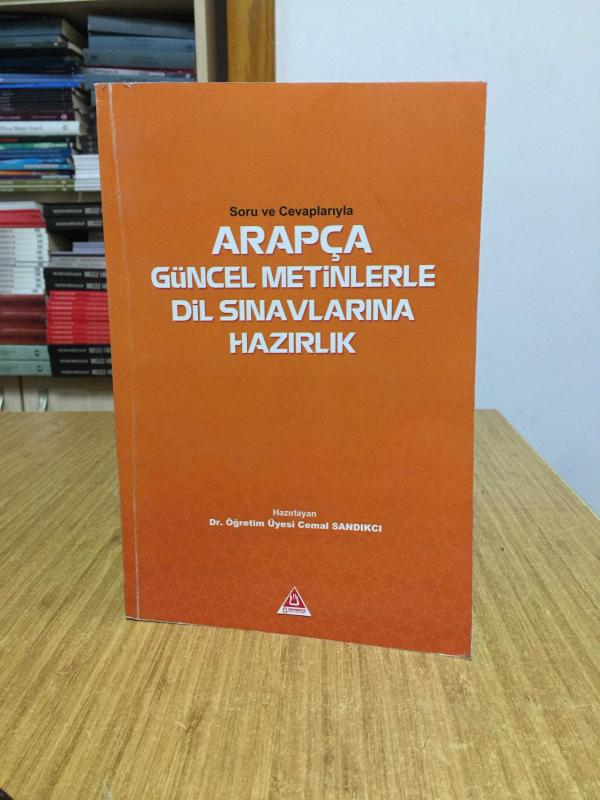 Soru ve Cevaplarıyla
ARAPÇA
GÜNCEL METİNLERLE
DİL SINAVLARINA
HAZIRLIK
Hazırlayan
Dr. Öğretim Üyesi Cemal SANDIKCI